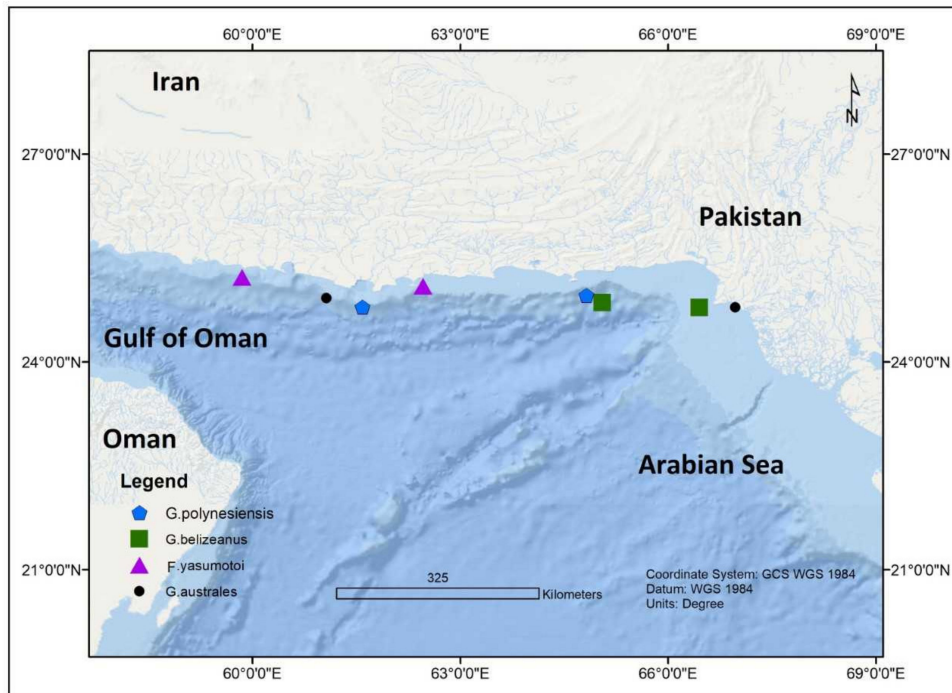 60°0'0"E 63°0'0"E 66°0'0"E 69°0'0"E
Iran
N
27°0'0"N 27°0'0"N
Pakistan
Gulf of Oman
24°0'0"N 24°0'0"N
Oman
Arabian Sea
Legend
G.polynesiensis
G.belizeanus
F.yasumotoi
G.australes
21°0'0"N 21°0'0"N
325
Kilometers
Coordinate System: GCS WGS 1984
Datum: WGS 1984
Units: Degree
60°0'0"E 63°0'0"E 66°0'0"E 69°0'0"E